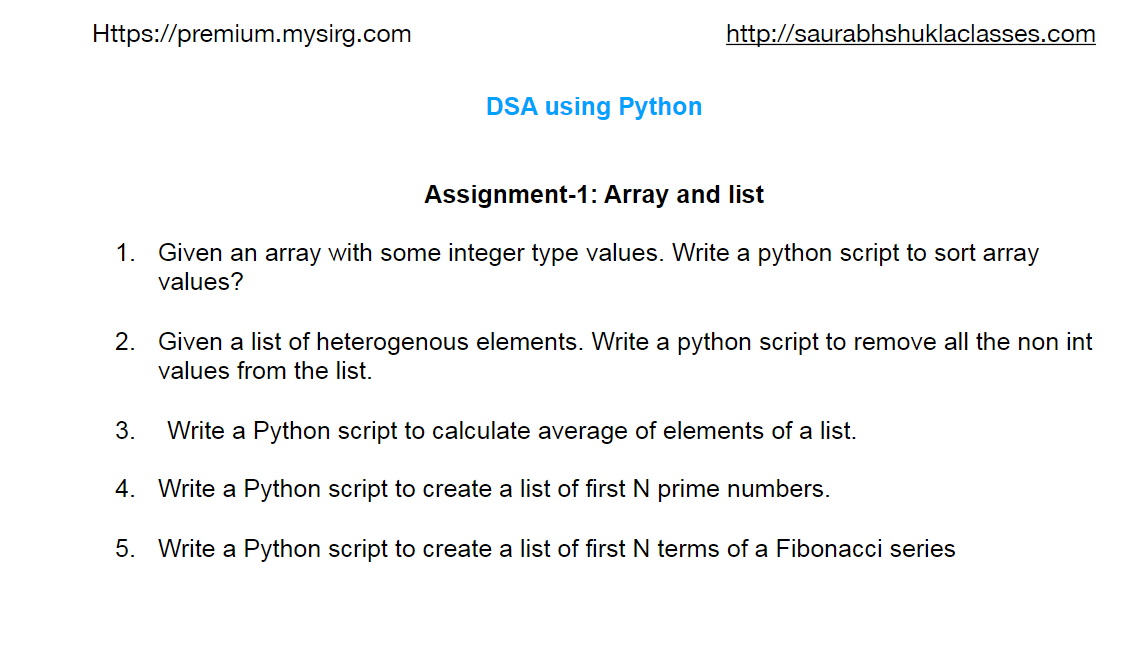 Https://premium.mysirg.com http://saurabhshuklaclasses.com
DSA using Python
Assignment-1: Array and list
1. Given an array with some integer type values. Write a python script to sort array
values?
2. Given a list of heterogenous elements. Write a python script to remove all the non int
values from the list.
3. Write a Python script to calculate average of elements of a list.
4. Write a Python script to create a list of first N prime numbers.
5. Write a Python script to create a list of first N terms of a Fibonacci series